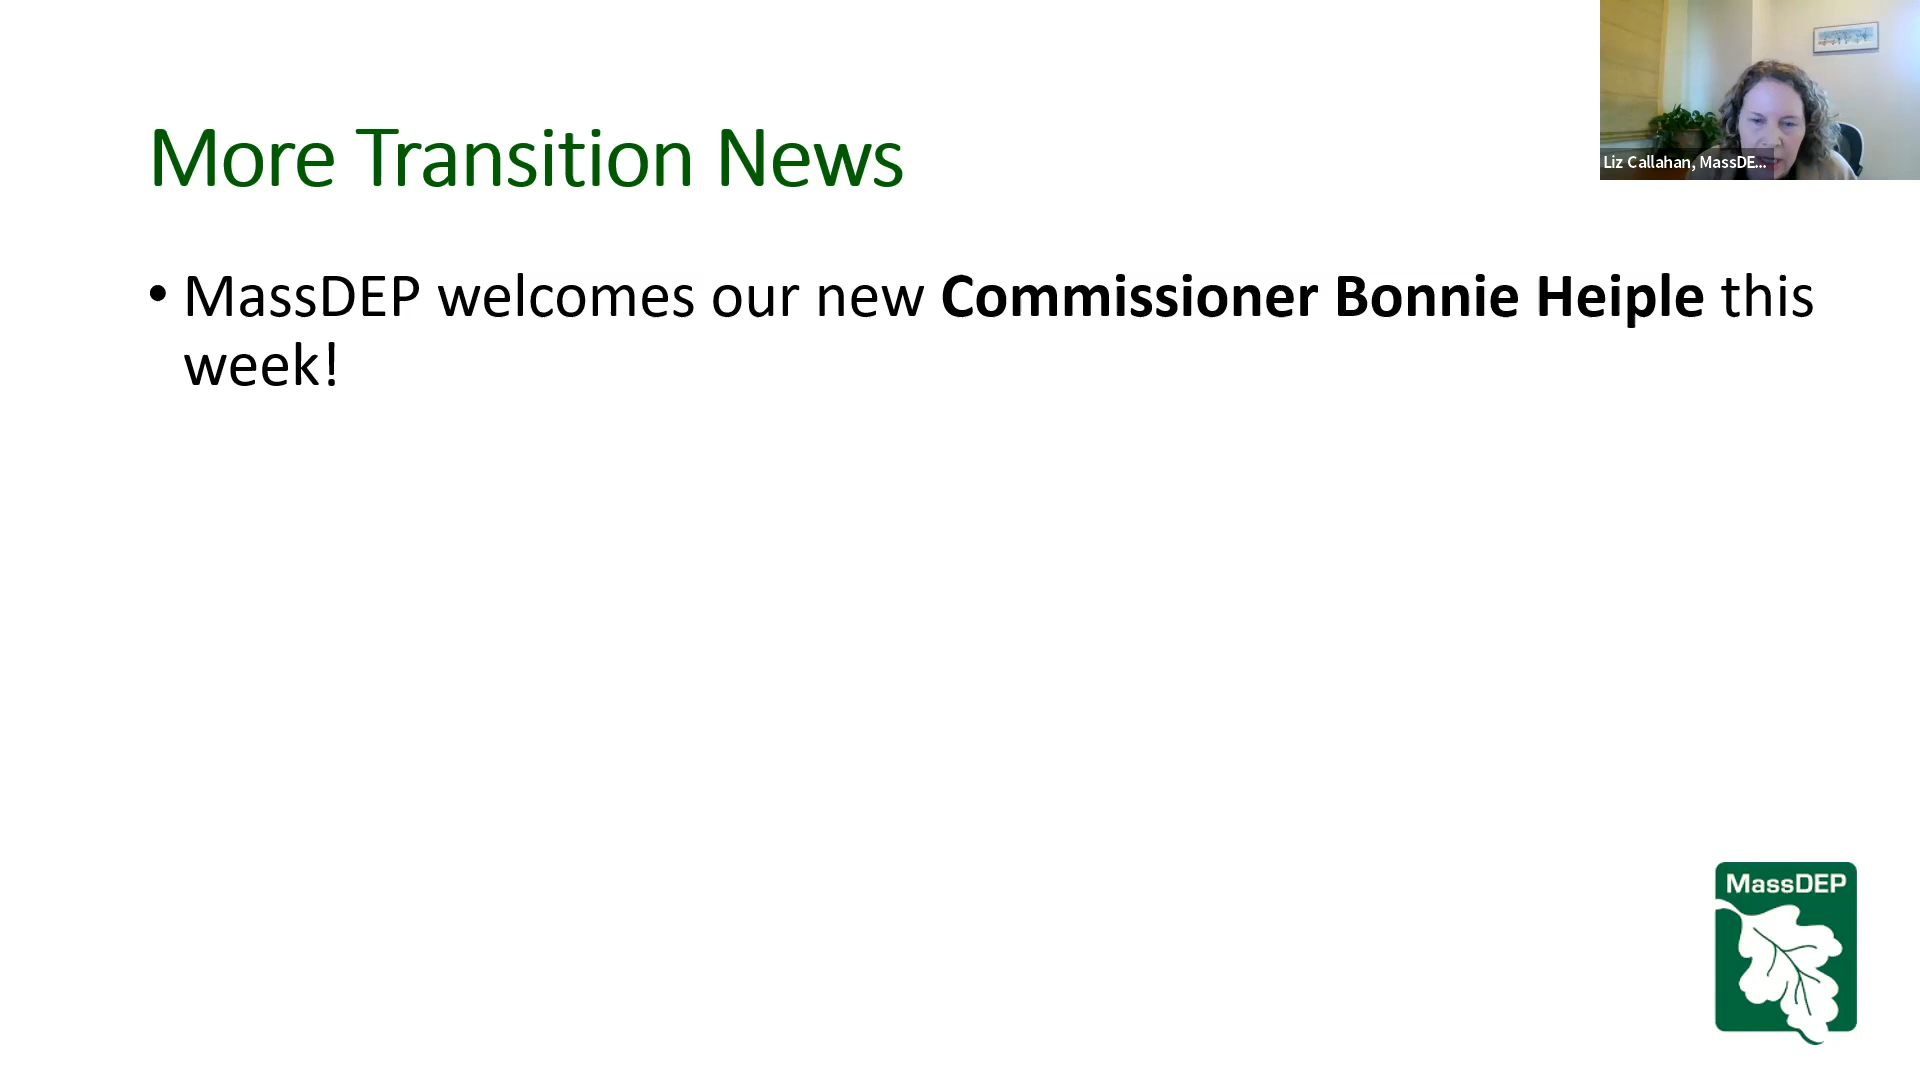 More Transition News
Liz Callahan, MassDE...
• MassDEP welcomes our new Commissioner Bonnie Heiple this
week!
MassDEP